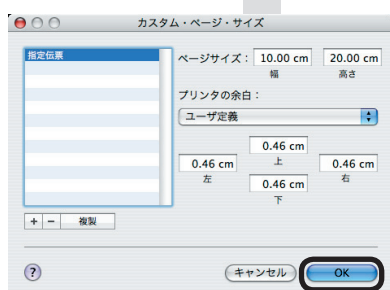 カスタム・ページ・サイズ
指定伝票
ページサイズ： 10.00 cm 20.00 cm
幅 高さ
プリンタの余白：
ユーザ定義
0.46 cm
上
0.46 cm 0.46 cm
左 右
0.46 cm
下
+ − 複製
? キャンセル OK